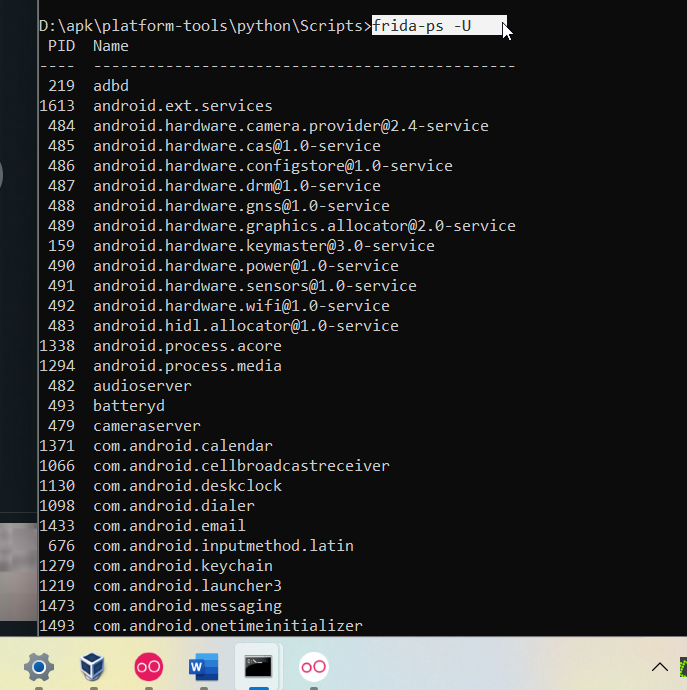 D:\apk\platform-tools\python\Scripts>frida-ps -U
PID  Name
----  -----------------------------------------------
219  adbd
1613  android.ext.services
484  android.hardware.camera.provider@2.4-service
485  android.hardware.cas@1.0-service
486  android.hardware.configstore@1.0-service
487  android.hardware.drm@1.0-service
488  android.hardware.gnss@1.0-service
489  android.hardware.graphics.allocator@2.0-service
159  android.hardware.keymaster@3.0-service
490  android.hardware.power@1.0-service
491  android.hardware.sensors@1.0-service
492  android.hardware.wifi@1.0-service
483  android.hidl.allocator@1.0-service
1338  android.process.acore
1294  android.process.media
482  audioserver
493  batteryd
479  cameraserver
1371  com.android.calendar
1066  com.android.cellbroadcastreceiver
1130  com.android.deskclock
1098  com.android.dialer
1433  com.android.email
676  com.android.inputmethod.latin
1279  com.android.keychain
1219  com.android.launcher3
1473  com.android.messaging
1493  com.android.onetimeinitializer